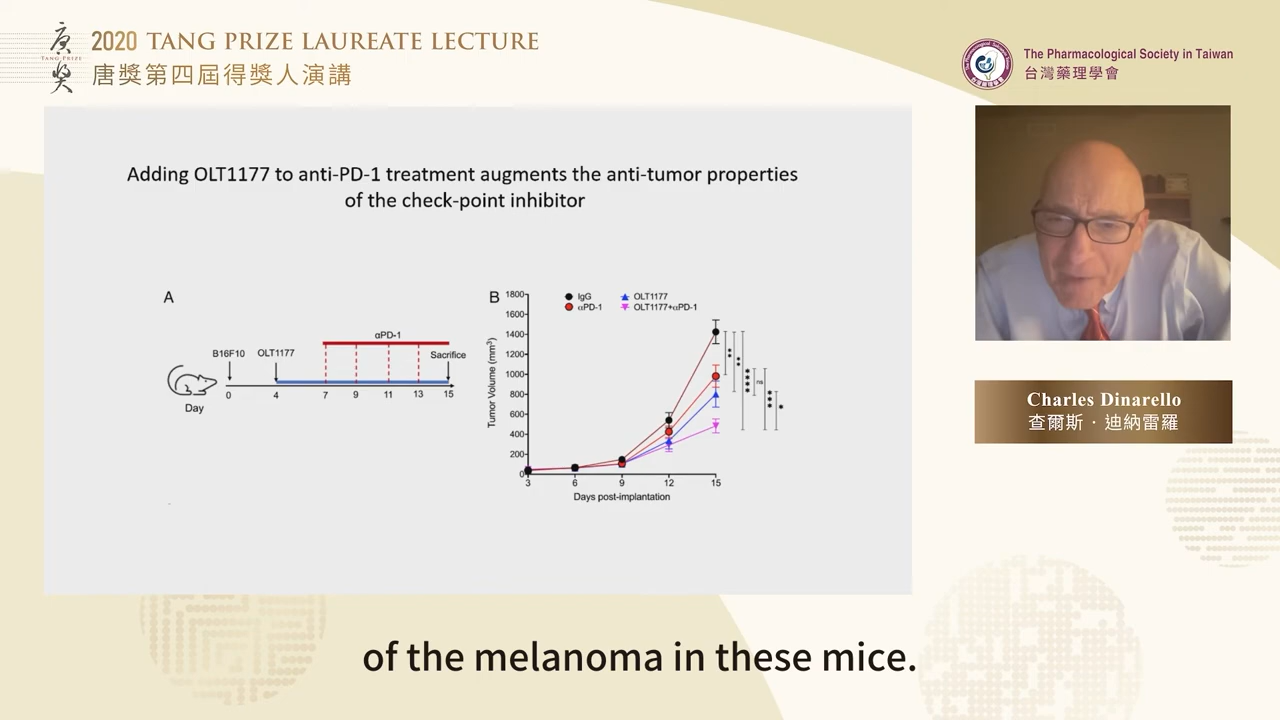 唐
TANG PRIZE
奬
2020 TANG PRIZE LAUREATE LECTURE
唐獎第四屆得獎人演講
The Pharmacological Society in Taiwan
台灣藥理學會
Adding OLT1177 to anti-PD-1 treatment augments the anti-tumor properties
of the check-point inhibitor
A
αPD-1
B16F10
OLT1177
Sacrifice
0
4
7
9
11
13
15
Day
B
IgG
OLT1177
αPD-1
OLT1177+αPD-1
Tumor Volume (mm³)
1800
1600
1400
1200
1000
800
600
400
200
0
3
6
9
12
15
Days post-implantation
**
**
****
ns
****
*
Charles Dinarello
查爾斯・迪納雷羅
of the melanoma in these mice.